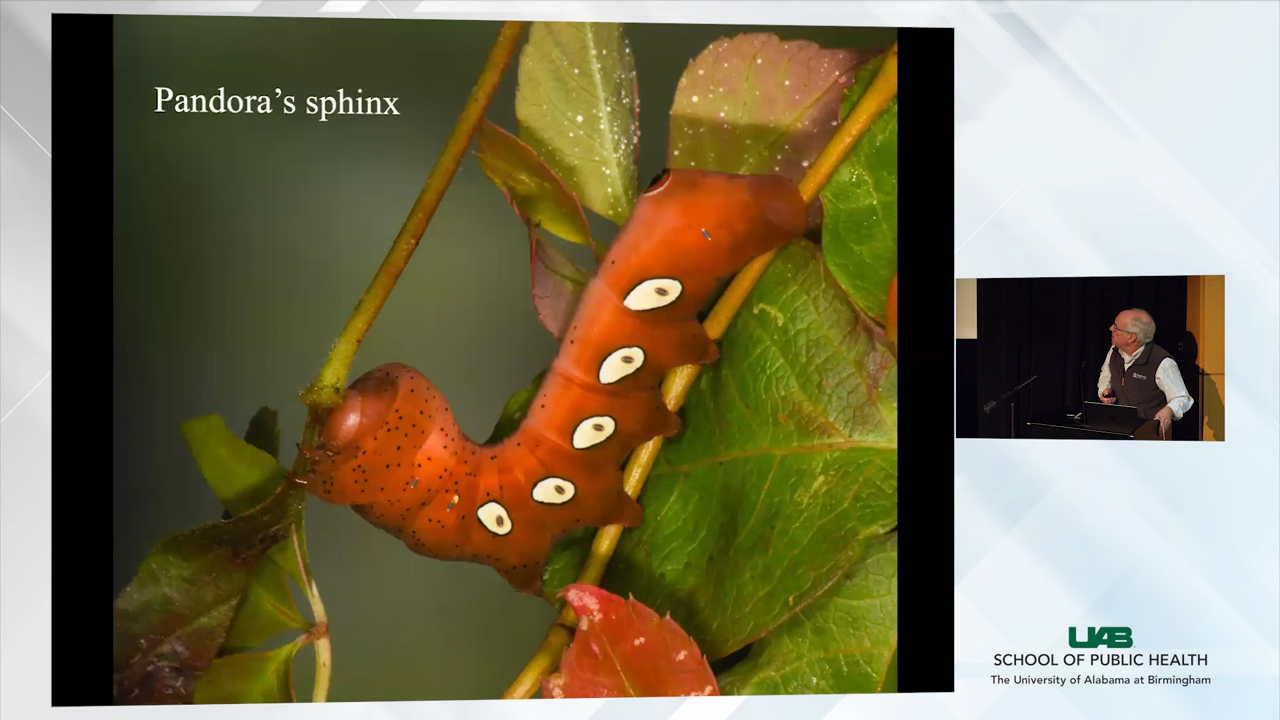 Pandora's sphinx
UAB
SCHOOL OF PUBLIC HEALTH
The University of Alabama at Birmingham